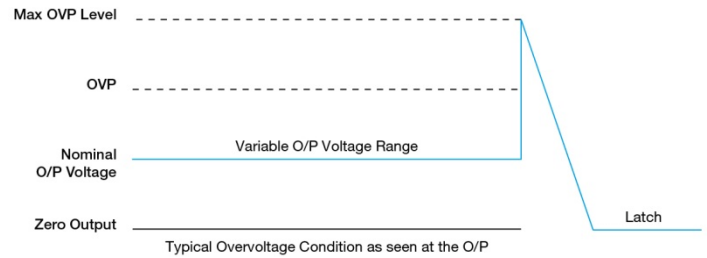 Max OVP Level
OVP
Variable O/P Voltage Range
Nominal
O/P Voltage
Zero Output
Latch
Typical Overvoltage Condition as seen at the O/P